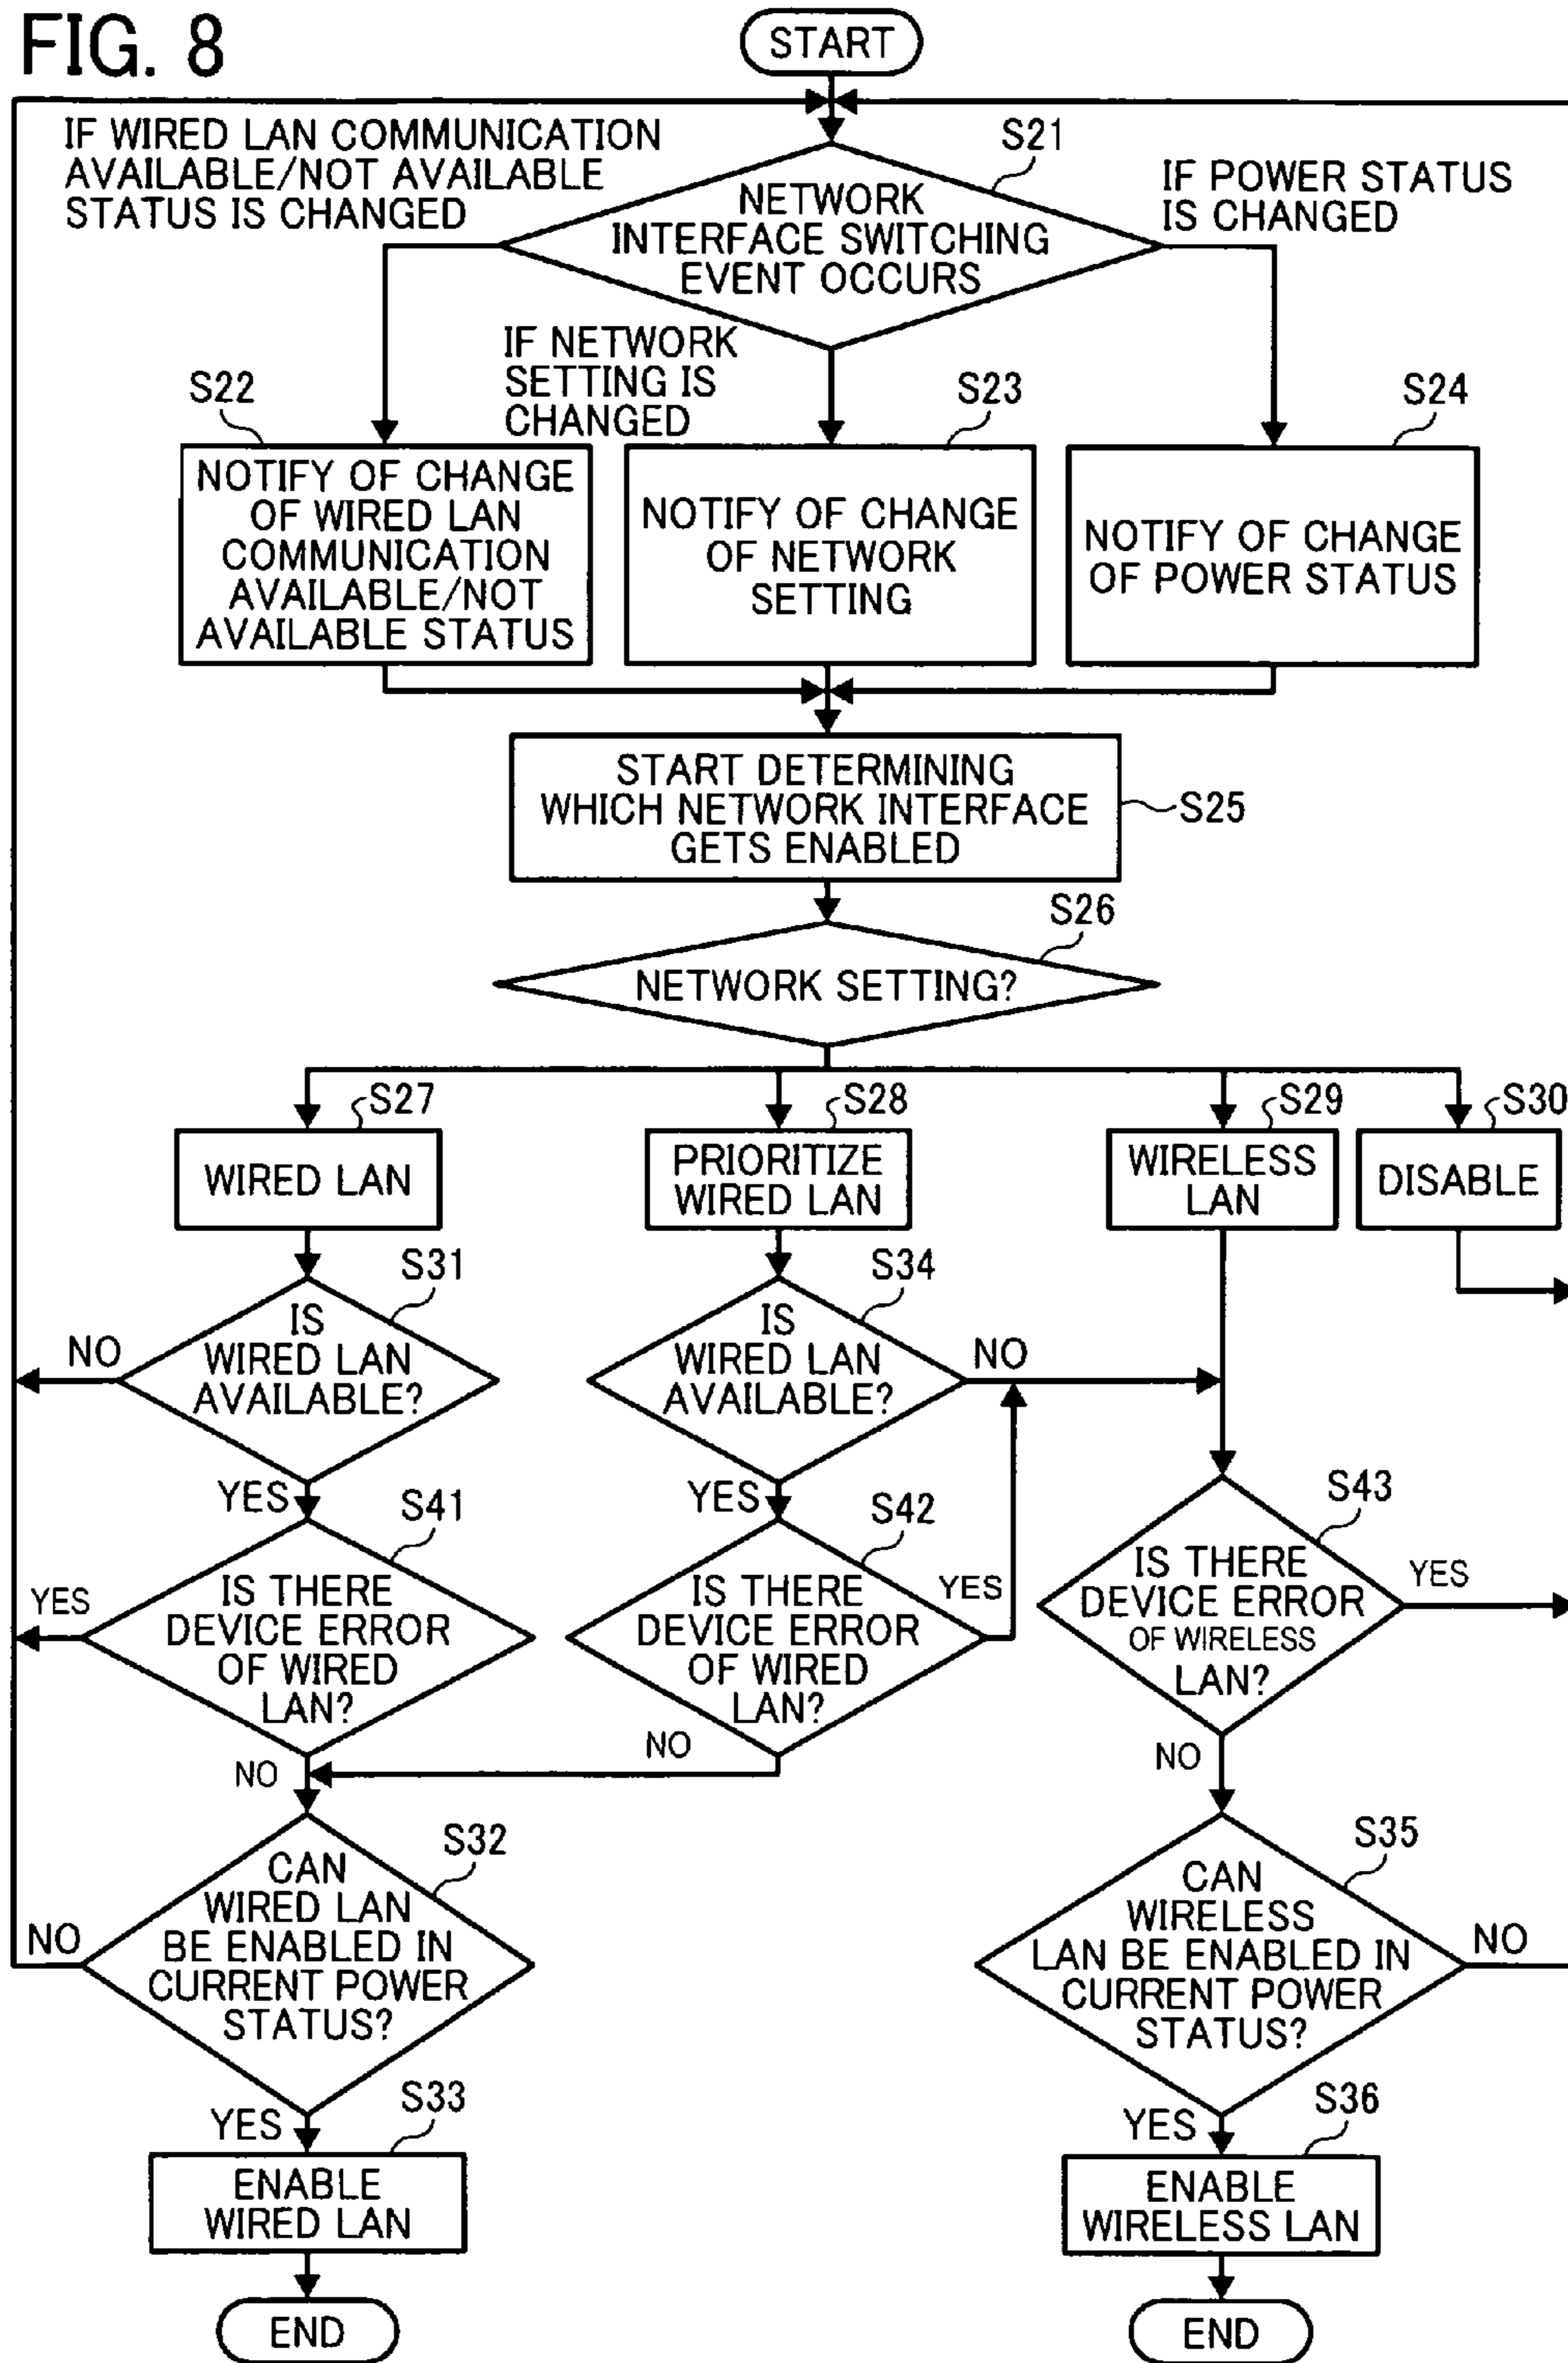 FIG. 8
START
IF WIRED LAN COMMUNICATION
AVAILABLE/NOT AVAILABLE
STATUS IS CHANGED
S21
NETWORK
INTERFACE SWITCHING
EVENT OCCURS
IF POWER STATUS
IS CHANGED
IF NETWORK
SETTING IS
CHANGED
S22
NOTIFY OF CHANGE
OF WIRED LAN
COMMUNICATION
AVAILABLE/NOT
AVAILABLE STATUS
S23
NOTIFY OF CHANGE
OF NETWORK
SETTING
S24
NOTIFY OF CHANGE
OF POWER STATUS
START DETERMINING
WHICH NETWORK INTERFACE
GETS ENABLED
S25
S26
NETWORK SETTING?
S27
WIRED LAN
S28
PRIORITIZE
WIRED LAN
S29
WIRELESS
LAN
S30
DISABLE
S31
IS
WIRED LAN
AVAILABLE?
NO
YES
S34
IS
WIRED LAN
AVAILABLE?
NO
YES
S41
IS THERE
DEVICE ERROR
OF WIRED
LAN?
YES
NO
S42
IS THERE
DEVICE ERROR
OF WIRED
LAN?
YES
NO
S43
IS THERE
DEVICE ERROR
OF WIRELESS
LAN?
YES
NO
S32
CAN
WIRED LAN
BE ENABLED IN
CURRENT POWER
STATUS?
NO
YES
S35
CAN
WIRELESS
LAN BE ENABLED IN
CURRENT POWER
STATUS?
NO
YES
S33
ENABLE
WIRED LAN
S36
ENABLE
WIRELESS LAN
END
END